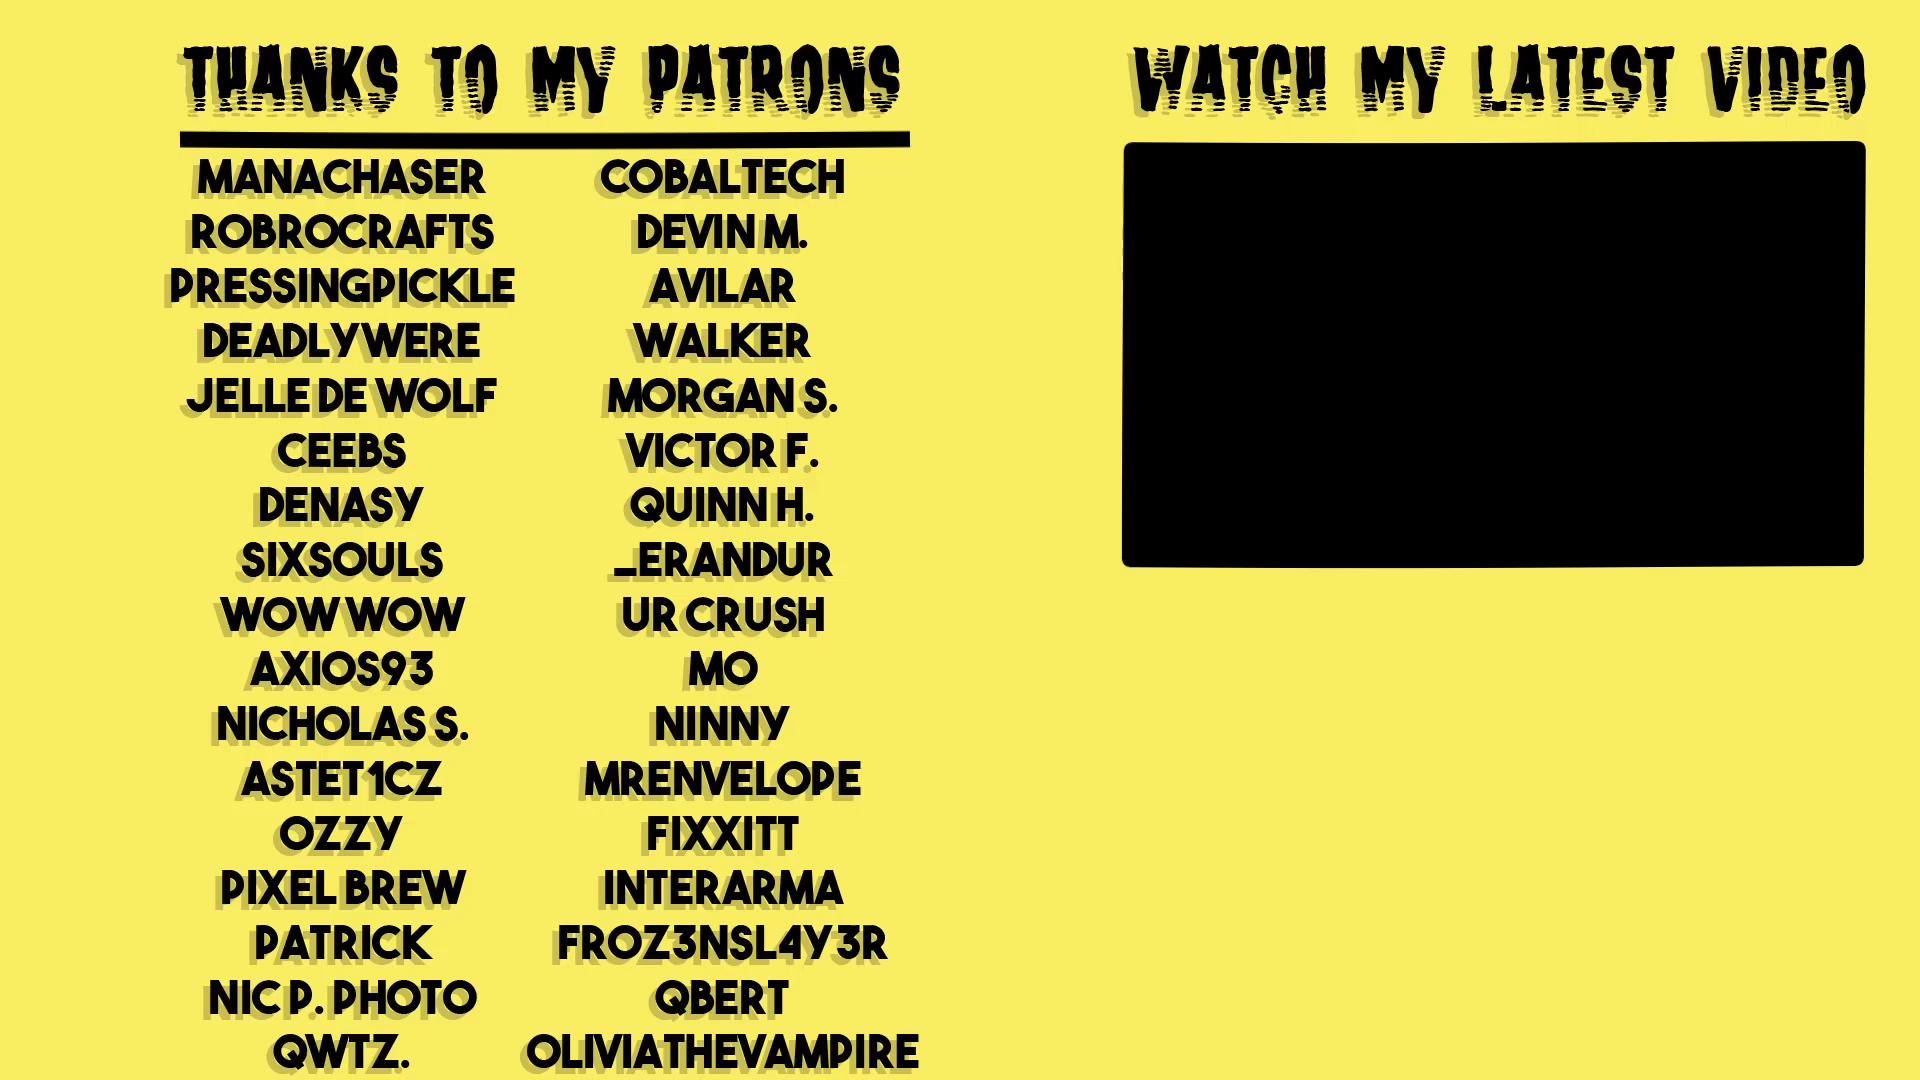 THANKS TO MY PATRONS
MANACHASER
ROBROCRAFTS
PRESSINGPICKLE
DEADLYWERE
JELLE DE WOLF
CEEBS
DENASY
SIXSOULS
WOW WOW
AXIOS93
NICHOLAS S.
ASTET1CZ
OZZY
PIXEL BREW
PATRICK
NIC P. PHOTO
QWTZ.
COBALTECH
DEVIN M.
AVILAR
WALKER
MORGAN S.
VICTOR F.
QUINN H.
_ERANDUR
UR CRUSH
MO
NINNY
MRENVELOPE
FIXXITT
INTERARMA
FROZ3NSL4Y3R
QBERT
OLIVIATHEVAMPIRE
WATCH MY LATEST VIDEO